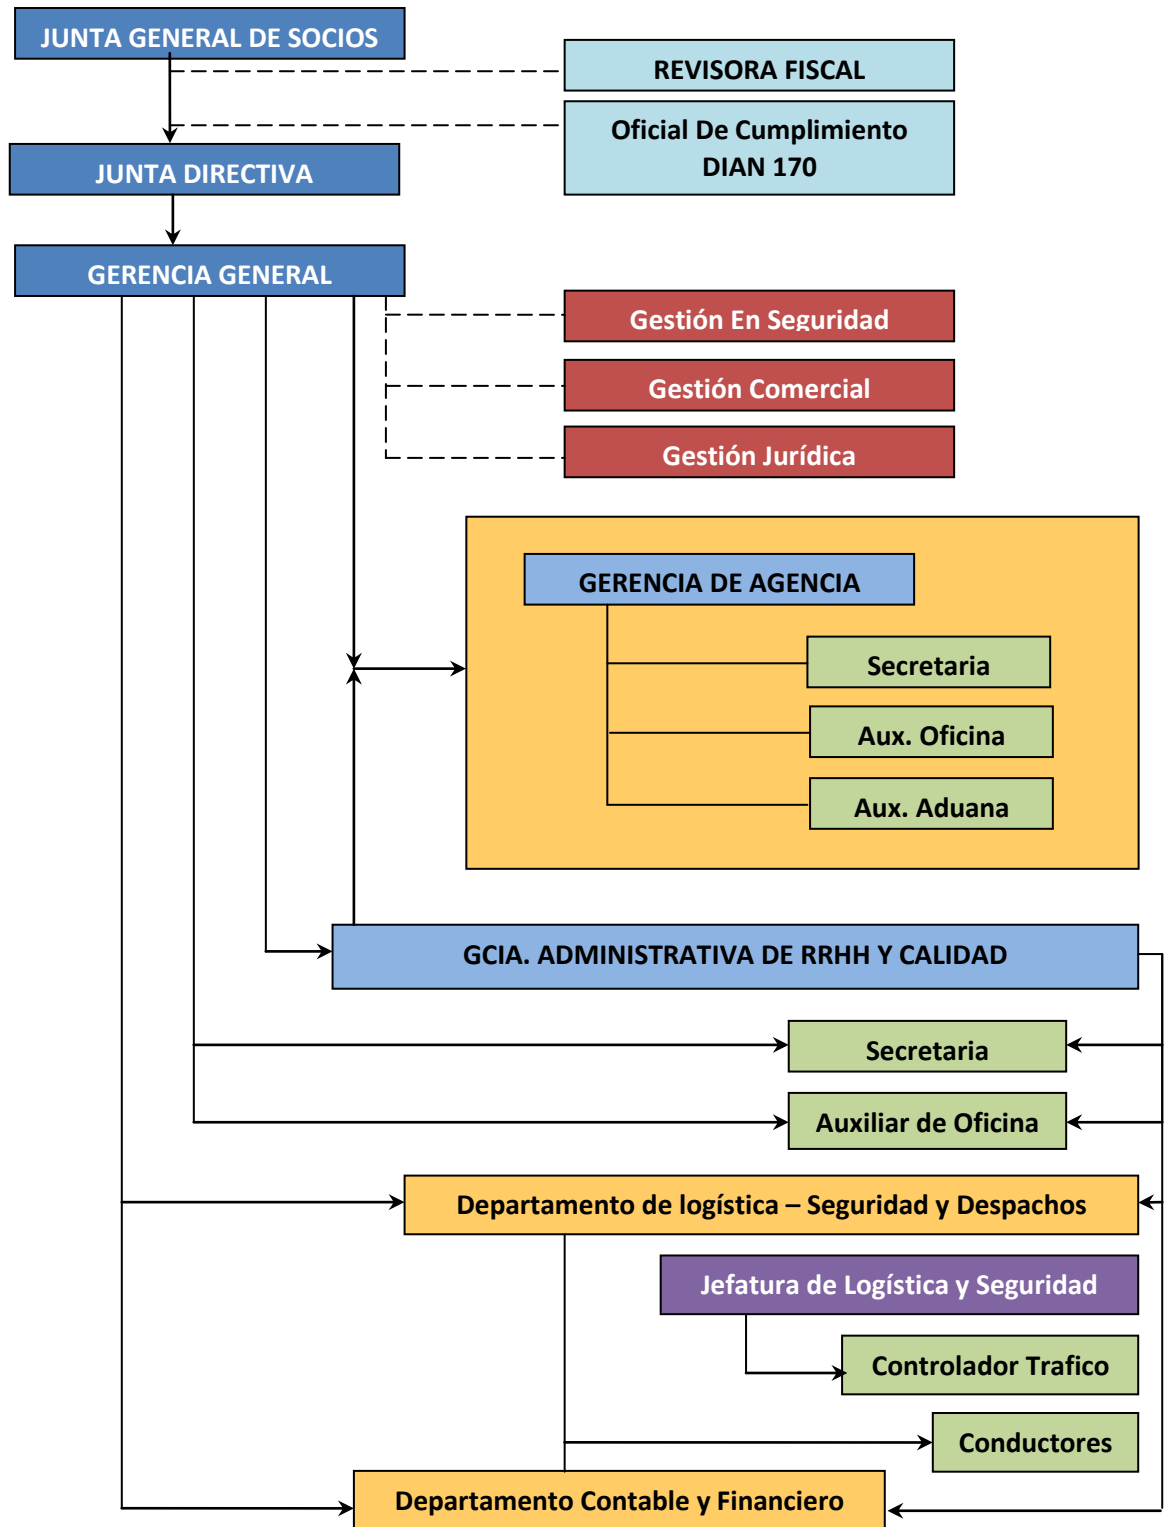 JUNTA GENERAL DE SOCIOS
REVISORA FISCAL
Oficial De Cumplimiento
DIAN 170
JUNTA DIRECTIVA
GERENCIA GENERAL
Gestión En Seguridad
Gestión Comercial
Gestión Jurídica
GERENCIA DE AGENCIA
Secretaria
Aux. Oficina
Aux. Aduana
GCIA. ADMINISTRATIVA DE RRHH Y CALIDAD
Secretaria
Auxiliar de Oficina
Departamento de logística – Seguridad y Despachos
Jefatura de Logística y Seguridad
Controlador Trafico
Conductores
Departamento Contable y Financiero